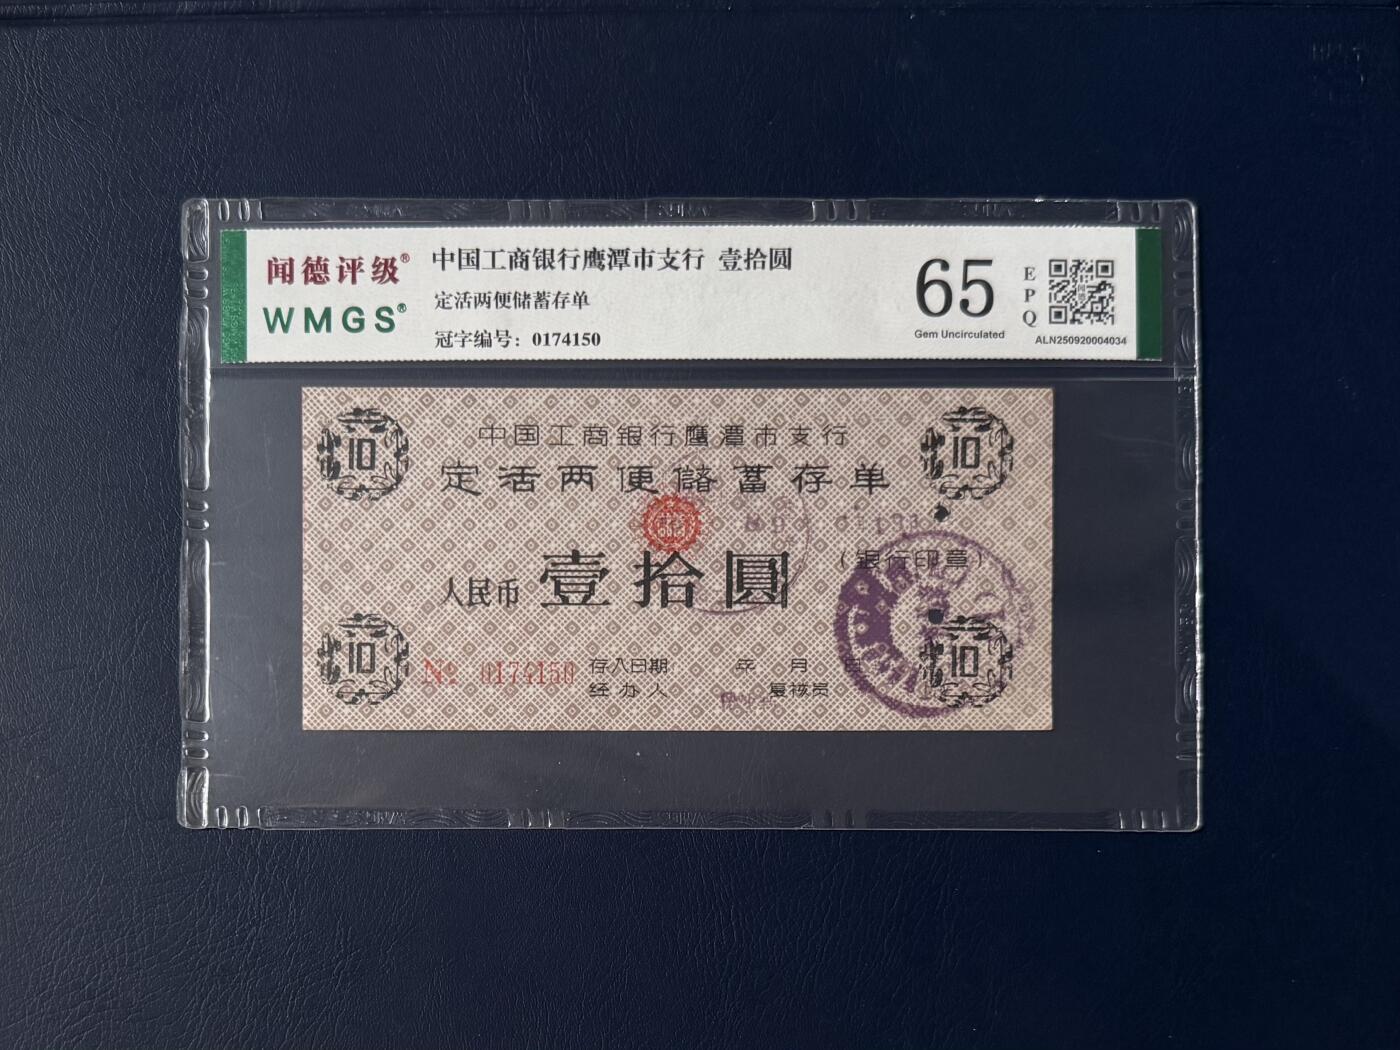 闻德评级®
WMGS®
中国工商银行鹰潭市支行 壹拾圆
定活两便储蓄存单
冠字编号：0174150
65
Gem Uncirculated
E
P
Q
ALN250920004034
10
10
中国工商银行鹰潭市支行
定活两便儲蓄存单
(银行印章)
人民币 壹拾圆
10
10
№ 0174150
存入日期 年 月 日
经办人 复核员